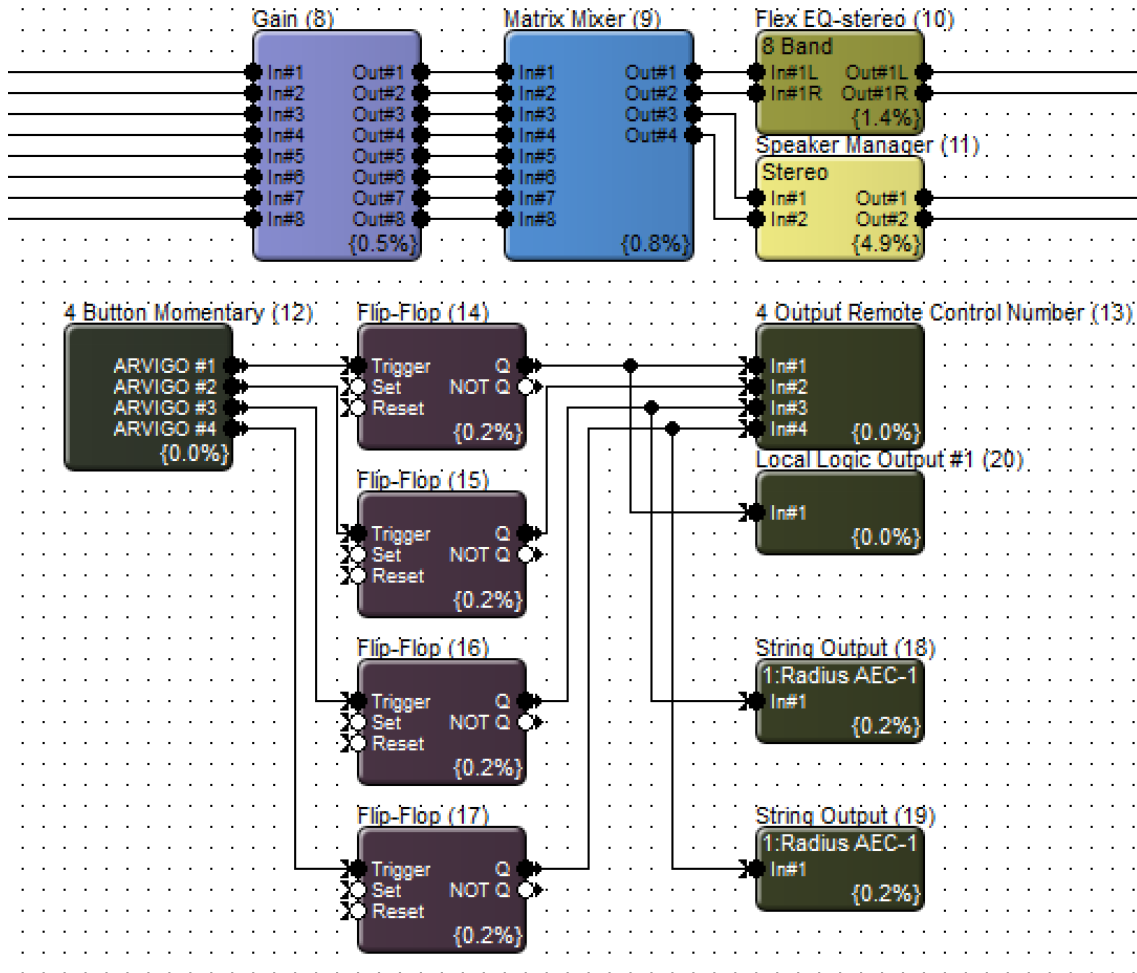 Gain (8)
In#1 Out#1
In#2 Out#2
In#3 Out#3
In#4 Out#4
In#5 Out#5
In#6 Out#6
In#7 Out#7
In#8 Out#8
{0.5%}
Matrix Mixer (9)
In#1 Out#1
In#2 Out#2
In#3 Out#3
In#4 Out#4
In#5
In#6
In#7
In#8
{0.8%}
Flex EQ-stereo (10)
8 Band
In#1L Out#1L
In#1R Out#1R
{1.4%}
Speaker Manager (11)
Stereo
In#1 Out#1
In#2 Out#2
{4.9%}
4 Button Momentary (12)
ARVIGO #1
ARVIGO #2
ARVIGO #3
ARVIGO #4
{0.0%}
Flip-Flop (14)
Trigger Q
Set NOT Q
Reset
{0.2%}
Flip-Flop (15)
Trigger Q
Set NOT Q
Reset
{0.2%}
Flip-Flop (16)
Trigger Q
Set NOT Q
Reset
{0.2%}
Flip-Flop (17)
Trigger Q
Set NOT Q
Reset
{0.2%}
4 Output Remote Control Number (13)
In#1
In#2
In#3
In#4 {0.0%}
Local Logic Output #1 (20)
In#1
{0.0%}
String Output (18)
1:Radius AEC-1
In#1
{0.2%}
String Output (19)
1:Radius AEC-1
In#1
{0.2%}